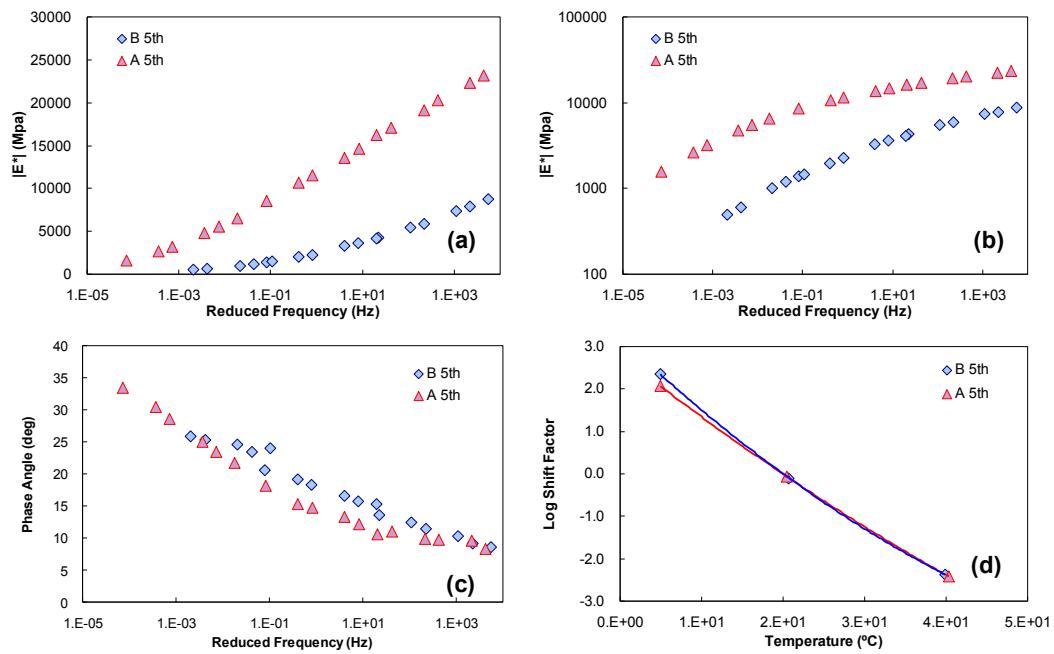 30000
25000
20000
15000
10000
5000
0
|E*| (Mpa)
B 5th
A 5th
(a)
1.E-05 1.E-03 1.E-01 1.E+01 1.E+03
Reduced Frequency (Hz)
100000
10000
1000
100
|E*| (Mpa)
B 5th
A 5th
(b)
1.E-05 1.E-03 1.E-01 1.E+01 1.E+03
Reduced Frequency (Hz)
40
35
30
25
20
15
10
5
0
Phase Angle (deg)
B 5th
A 5th
(c)
1.E-05 1.E-03 1.E-01 1.E+01 1.E+03
Reduced Frequency (Hz)
3.0
2.0
1.0
0.0
-1.0
-2.0
-3.0
Log Shift Factor
B 5th
A 5th
(d)
0.E+00 1.E+01 2.E+01 3.E+01 4.E+01 5.E+01
Temperature (ºC)